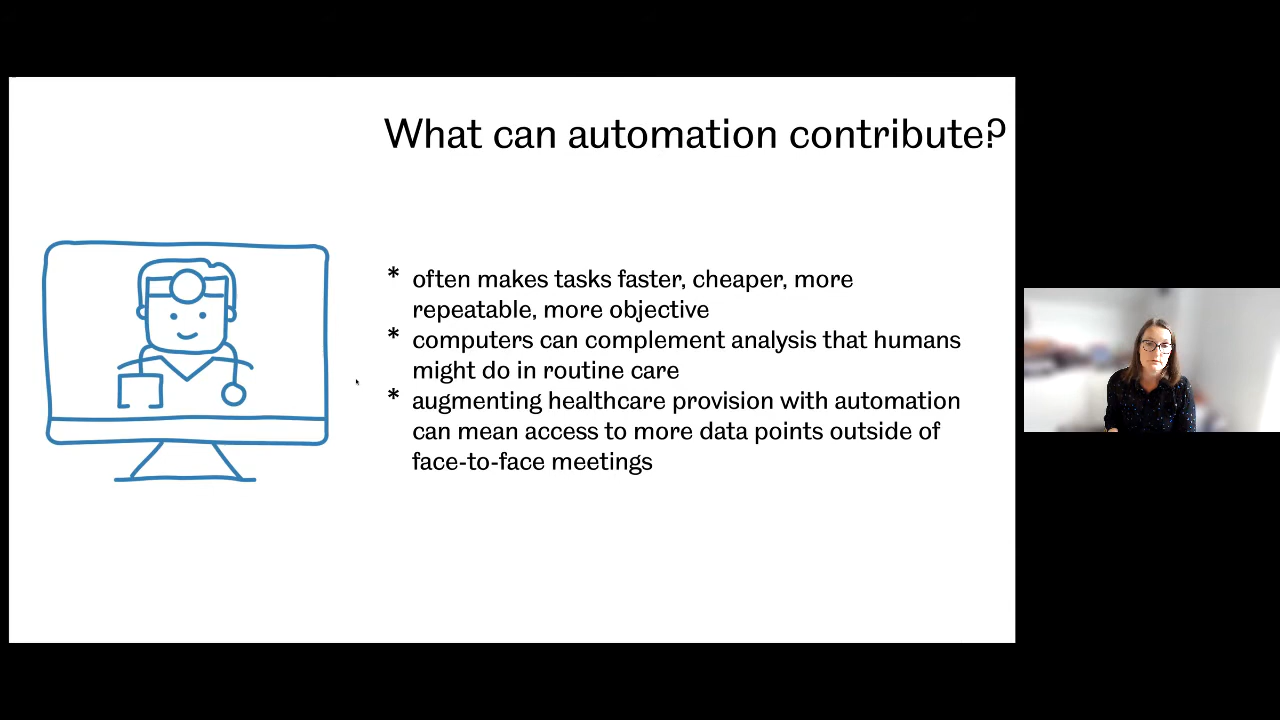 What can automation contribute?
* often makes tasks faster, cheaper, more
repeatable, more objective
* computers can complement analysis that humans
might do in routine care
* augmenting healthcare provision with automation
can mean access to more data points outside of
face-to-face meetings